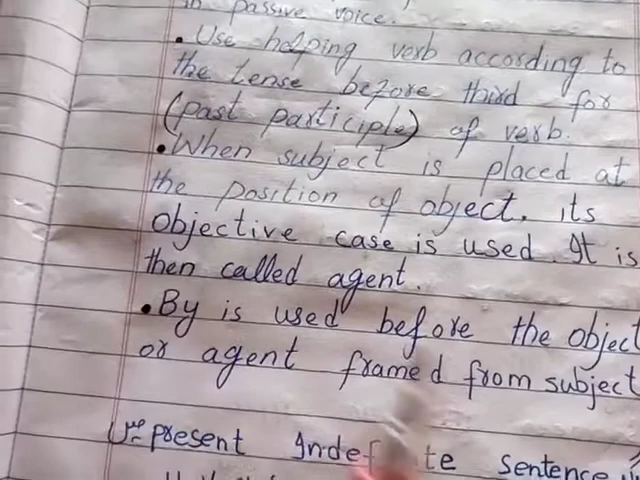 in passive voice.
• Use helping verb according to
the tense before third for
(past participle) of verb.
• When subject is placed at
the position of object. its
objective case is used. It is
then called agent.
• By is used before the object
or agent framed from subject
present Indef te sentence